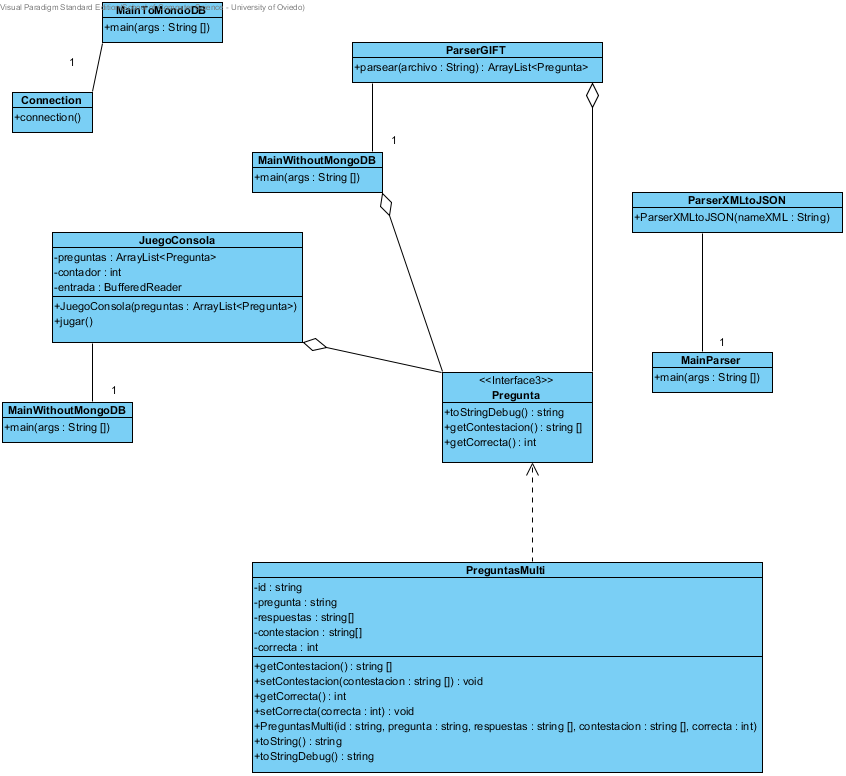 Visual Paradigm Standard - University of Oviedo)
MainToMondoDB
+main(args : String [])
1
Connection
+connection()
ParserGIFT
+parsear(archivo : String) : ArrayList<Pregunta>
1
MainWithoutMongoDB
+main(args : String [])
ParserXMLtoJSON
+ParserXMLtoJSON(nameXML : String)
JuegoConsola
-preguntas : ArrayList<Pregunta>
-contador : int
-entrada : BufferedReader
+JuegoConsola(preguntas : ArrayList<Pregunta>)
+jugar()
1
MainParser
+main(args : String [])
1
MainWithoutMongoDB
+main(args : String [])
<<Interface3>>
Pregunta
+toStringDebug() : string
+getContestacion() : string []
+getCorrecta() : int
PreguntasMulti
-id : string
-pregunta : string
-respuestas : string[]
-contestacion : string[]
-correcta : int
+getContestacion() : string []
+setContestacion(contestacion : string []) : void
+getCorrecta() : int
+setCorrecta(correcta : int) : void
+PreguntasMulti(id : string, pregunta : string, respuestas : string [], contestacion : string [], correcta : int)
+toString() : string
+toStringDebug() : string